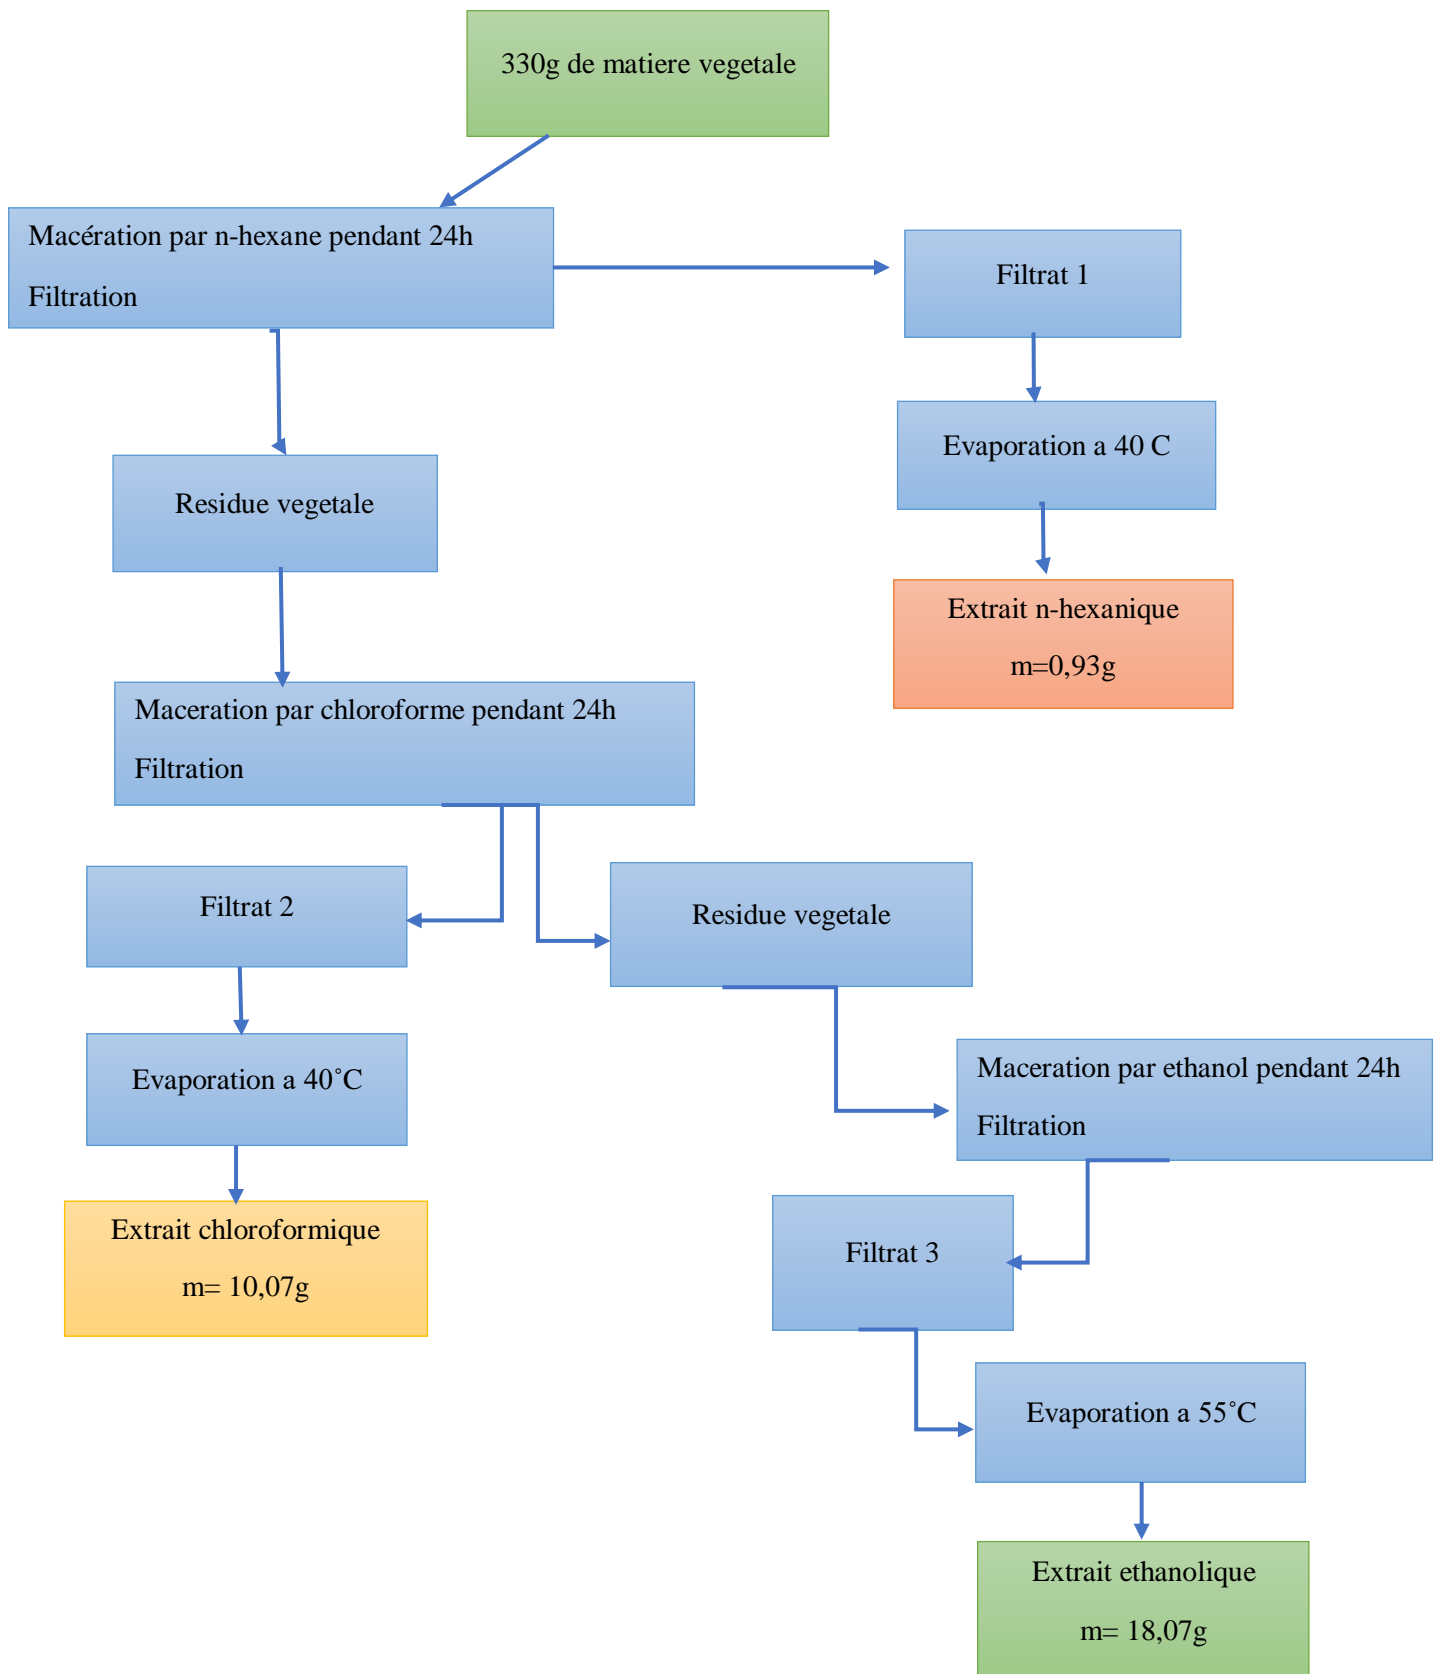 330g de matiere vegetale
Macération par n-hexane pendant 24h
Filtration
Filtrat 1
Evaporation a 40 C
Extrait n-hexanique
m=0,93g
Residue vegetale
Maceration par chloroforme pendant 24h
Filtration
Filtrat 2
Evaporation a 40˚C
Extrait chloroformique
m= 10,07g
Residue vegetale
Maceration par ethanol pendant 24h
Filtration
Filtrat 3
Evaporation a 55˚C
Extrait ethanolique
m= 18,07g